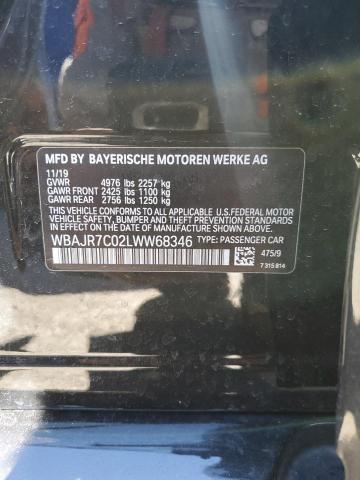 MFD BY BAYERISCHE MOTOREN WERKE AG
11/19
GVWR 4976 lbs 2257 kg
GAWR FRONT 2425 lbs 1100 kg
GAWR REAR 2756 lbs 1250 kg
THIS VEHICLE CONFORMS TO ALL APPLICABLE
U.S. FEDERAL MOTOR VEHICLE SAFETY, BUMPER,
AND THEFT PREVENTION STANDARDS IN EFFECT
ON THE DATE OF MANUFACTURE SHOWN ABOVE.
WBAJR7C02LWW68346 TYPE: PASSENGER CAR
475/9
7 315 814